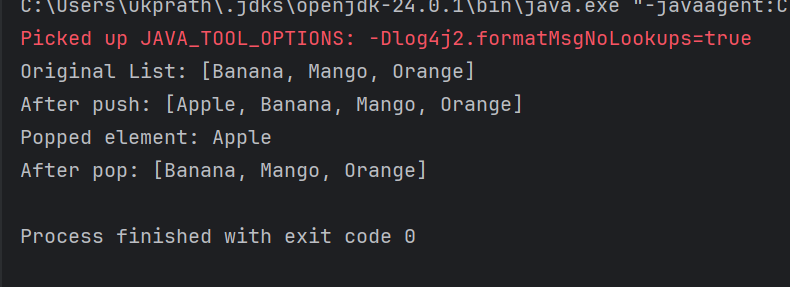 C:\Users\ukprath\.jdks\openjdk-24.0.1\bin\java.exe "-javaagent:C
Picked up JAVA_TOOL_OPTIONS: -Dlog4j2.formatMsgNoLookups=true
Original List: [Banana, Mango, Orange]
After push: [Apple, Banana, Mango, Orange]
Popped element: Apple
After pop: [Banana, Mango, Orange]
Process finished with exit code 0